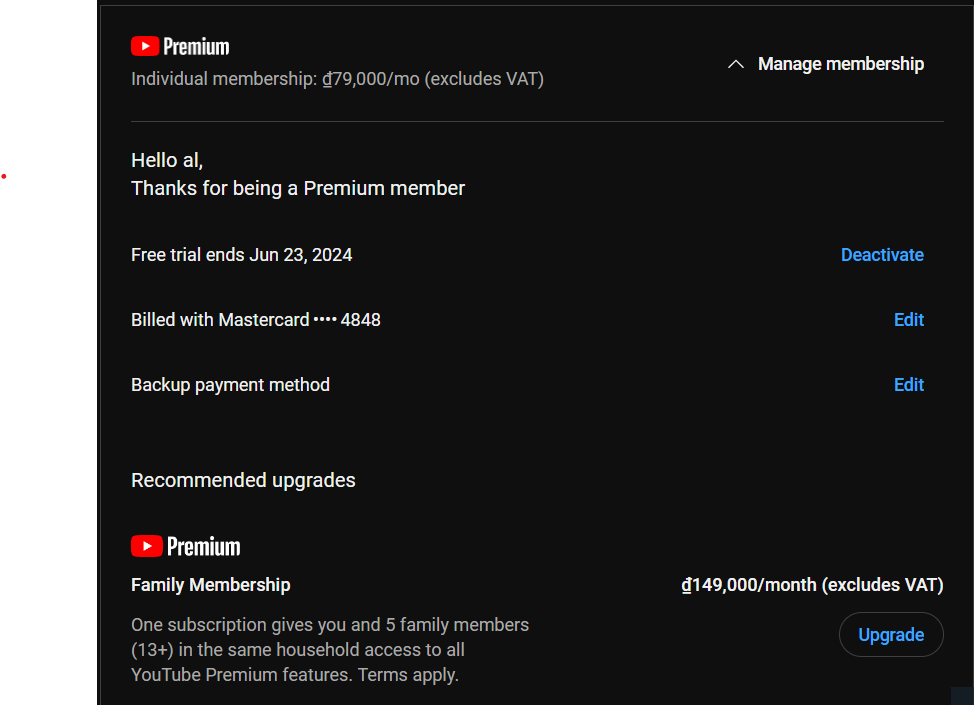 Premium
Individual membership: ₫79,000/mo (excludes VAT)
Manage membership
Hello al,
Thanks for being a Premium member
Free trial ends Jun 23, 2024
Deactivate
Billed with Mastercard •••• 4848
Edit
Backup payment method
Edit
Recommended upgrades
Premium
Family Membership
₫149,000/month (excludes VAT)
One subscription gives you and 5 family members
(13+) in the same household access to all
YouTube Premium features. Terms apply.
Upgrade